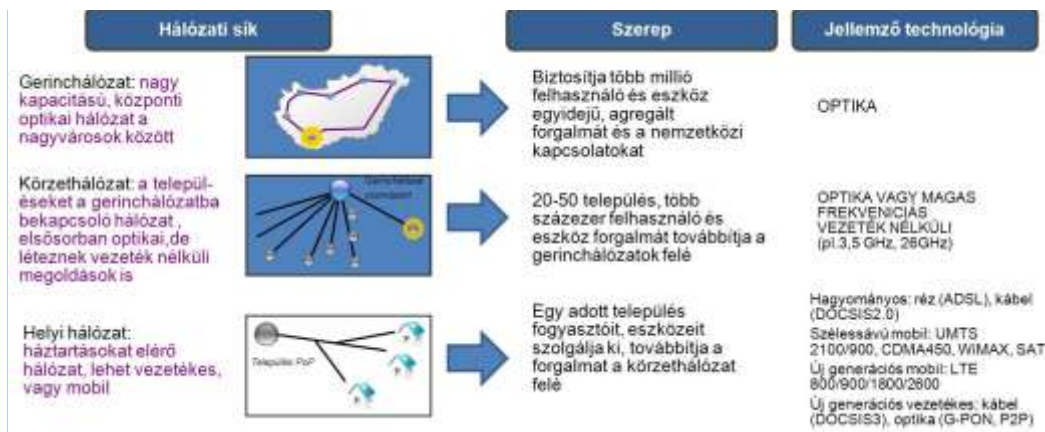 Hálózati sík
Szerep
Jellemző technológia
Gerinchálózat: nagy
kapacitású, központi
optikai hálózat a
nagyvárosok között
Biztosítja több millió
felhasználó és eszköz
egyidejű, agregált
forgalmát és a nemzetközi
kapcsolatokat
OPTIKA
Körzethálózat: a települ-
éseket a gerinchálózatba
bekapcsoló hálózat ,
elsősorban optikai,de
léteznek vezeték nélküli
megoldások is
20-50 település, több
százezer felhasználó és
eszköz forgalmát továbbítja a
gerinchálózatok felé
OPTIKA VAGY MAGAS
FREKVENCIÁS
VEZETÉK NÉLKÜLI
(pl.3,5 GHz, 26GHz)
Helyi hálózat:
háztartásokat elérő
hálózat, lehet vezetékes,
vagy mobil
Település PoP
Egy adott település
fogyasztóit, eszközeit
szolgálja ki, továbbítja a
forgalmat a körzethálózat
felé
Hagyományos: réz (ADSL), kábel
(DOCSIS2.0)
Szélessávú mobil: UMTS
2100/900, CDMA450, WiMAX, SAT
Új generációs mobil: LTE
800/900/1800/2600
Új generációs vezetékes: kábel
(DOCSIS3), optika (G-PON, P2P)